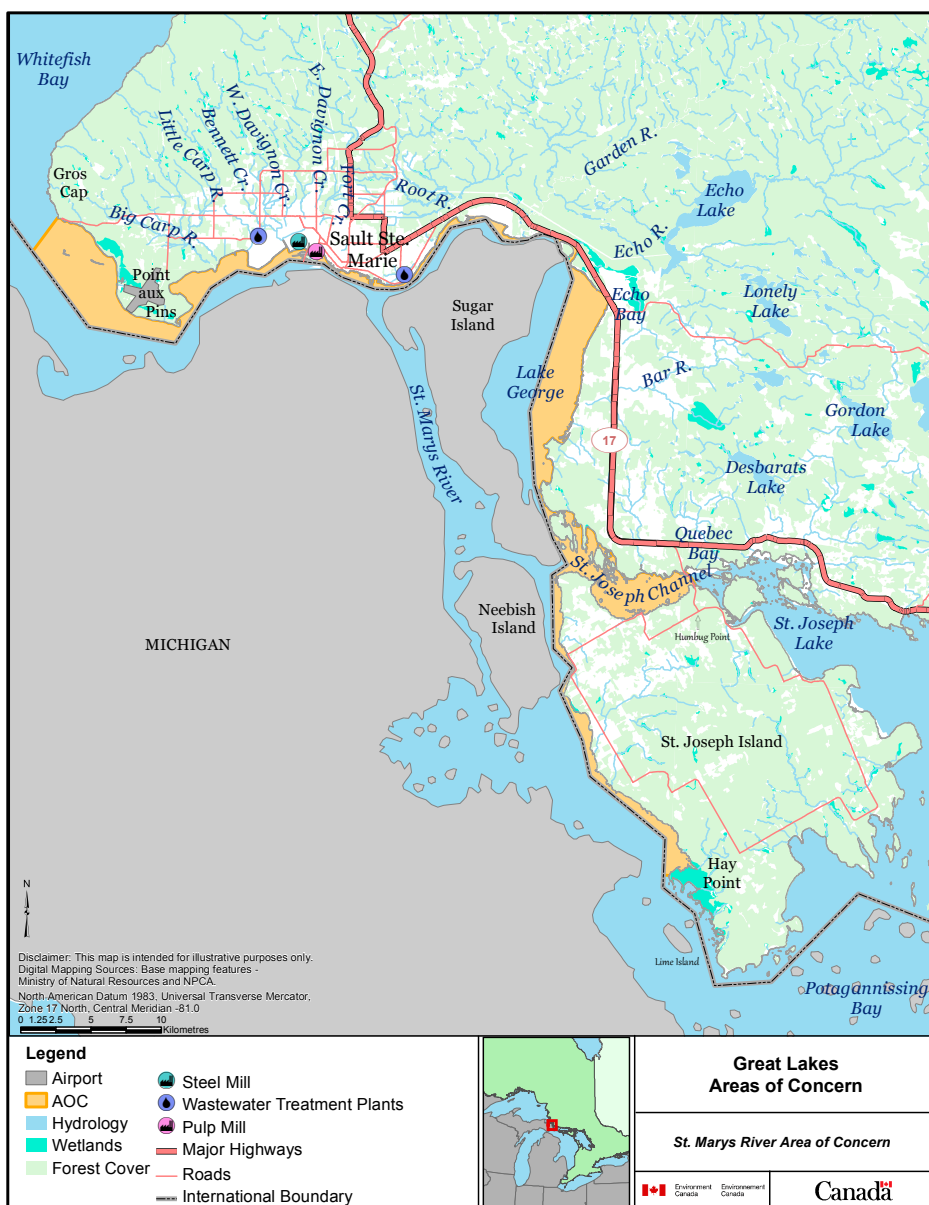 Whitefish
Bay
Gros
Cap
Big Carp R.
Little Carp R.
Bennett Cr.
W. Davignon Cr.
E. Davignon Cr.
Fort Cr.
Root R.
Garden R.
Echo
Lake
Echo R.
Sault Ste.
Marie
Point
aux
Pins
Sugar
Island
Echo
Bay
Lonely
Lake
Lake
George
Bar R.
Gordon
Lake
St. Marys River
17
Desbarats
Lake
Quebec
Bay
St. Joseph Channel
Neebish
Island
Humbug Point
St. Joseph
Lake
MICHIGAN
St. Joseph Island
Hay
Point
Lime Island
Potagannissing
Bay
N
Disclaimer: This map is intended for illustrative purposes only.
Digital Mapping Sources: Base mapping features -
Ministry of Natural Resources and NPCA.
North American Datum 1983, Universal Transverse Mercator,
Zone 17 North, Central Meridian -81.0
0 1.25 2.5 5 7.5 10
Kilometres
Legend
Airport
AOC
Hydrology
Wetlands
Forest Cover
Steel Mill
Wastewater Treatment Plants
Pulp Mill
Major Highways
Roads
International Boundary
Great Lakes
Areas of Concern
St. Marys River Area of Concern
Environment Environnement
Canada Canada
Canada